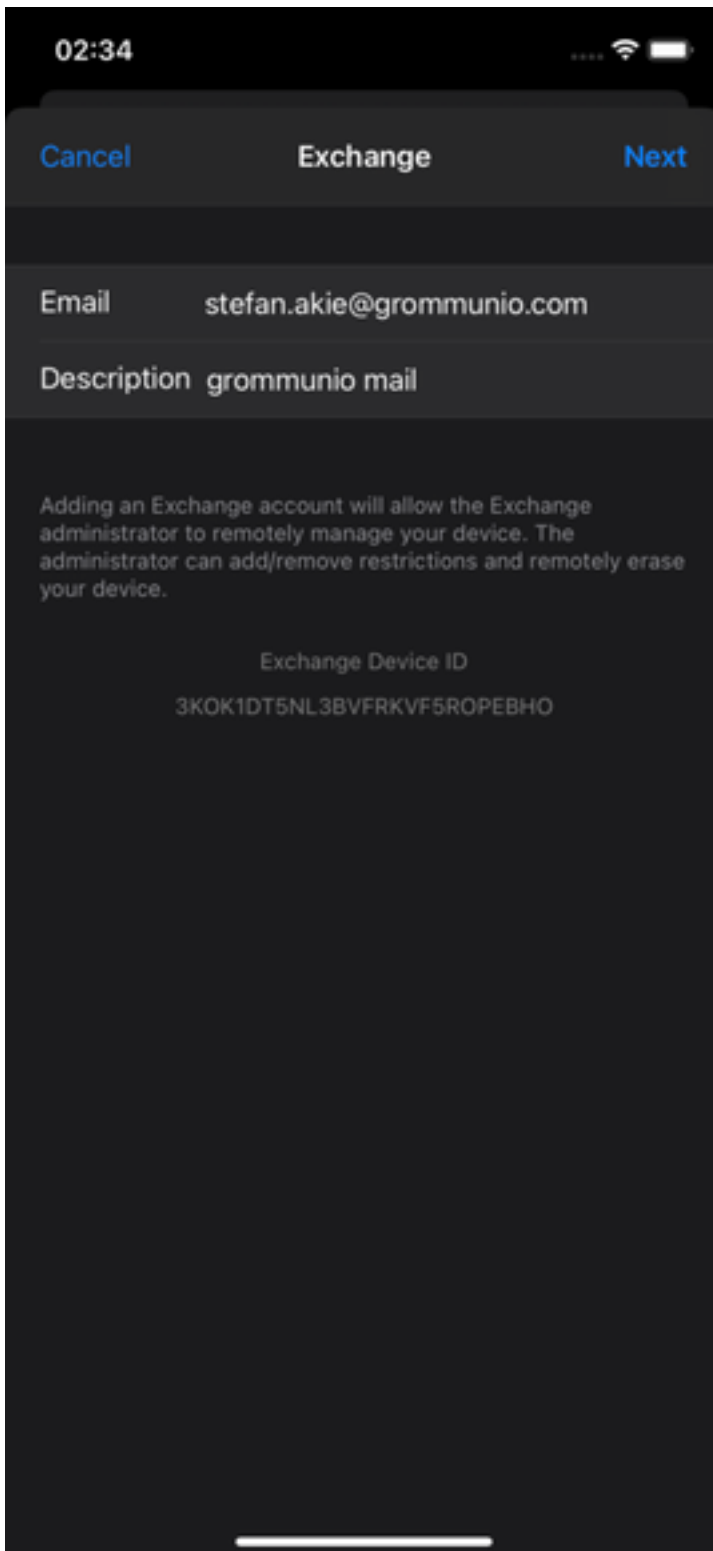 02:34
Cancel Exchange Next
Email stefan.akie@grommunio.com
Description grommunio mail
Adding an Exchange account will allow the Exchange
administrator to remotely manage your device. The
administrator can add/remove restrictions and remotely erase
your device.
Exchange Device ID
3KOK1DT5NL3BVFRKVF5ROPEBHO